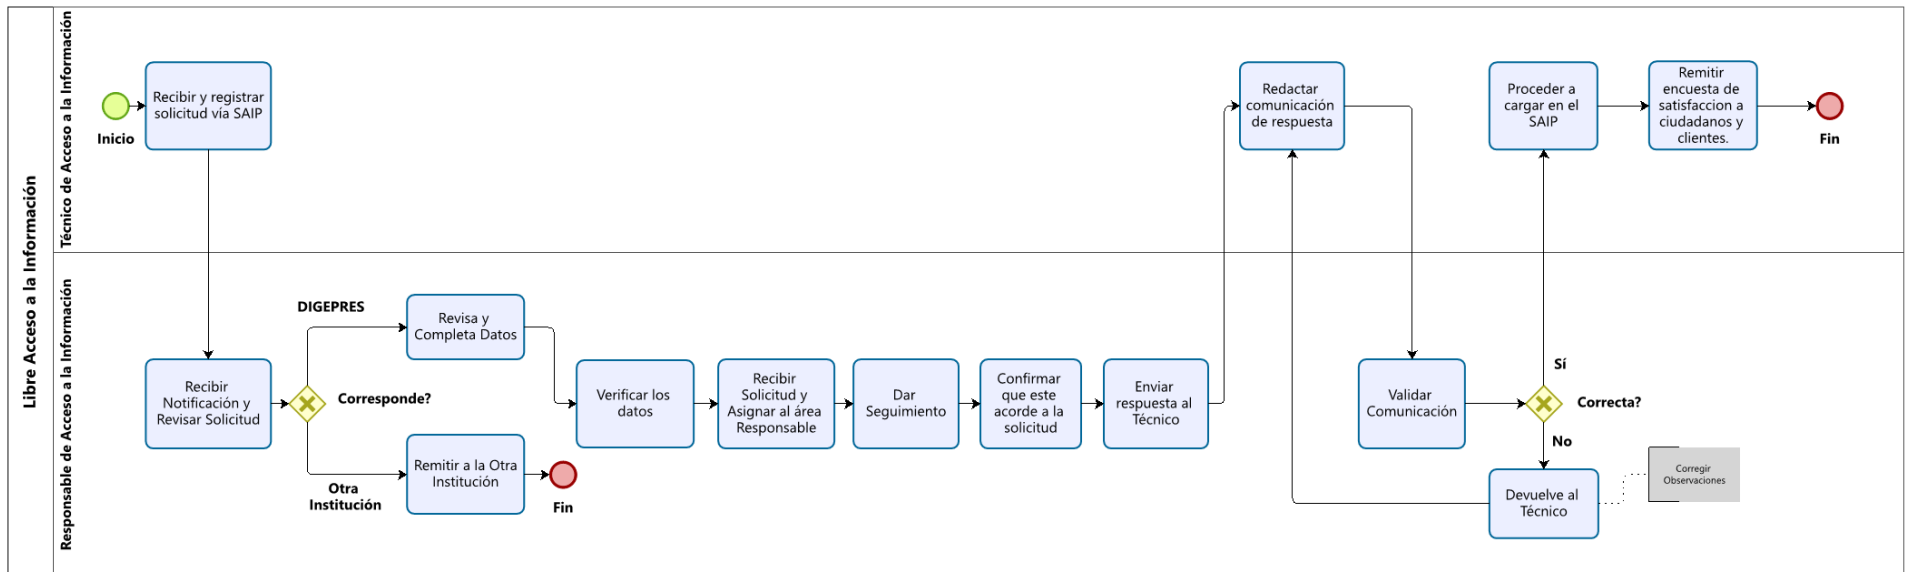 Libre Acceso a la Información
Técnico de Acceso a la Información
Inicio
Recibir y registrar
solicitud vía SAIP
Redactar
comunicación
de respuesta
Proceder a
cargar en el
SAIP
Remitir
encuesta de
satisfaccion a
ciudadanos y
clientes.
Fin
Responsable de Acceso a la Información
Recibir
Notificación y
Revisar Solicitud
Corresponde?
DIGEPRES
Revisa y
Completa Datos
Otra
Institución
Remitir a la Otra
Institución
Fin
Verificar los
datos
Recibir
Solicitud y
Asignar al área
Responsable
Dar
Seguimiento
Confirmar
que este
acorde a la
solicitud
Enviar
respuesta al
Técnico
Validar
Comunicación
Correcta?
Sí
No
Devuelve al
Técnico
Corregir
Observaciones